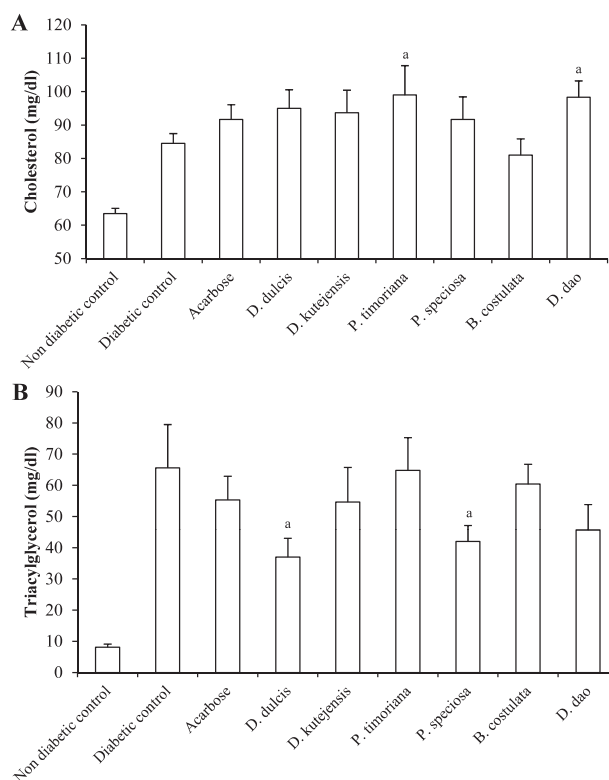 A
Cholesterol (mg/dl)
110
100
90
80
70
60
50
a
a
Non diabetic control
Diabetic control
Acarbose
D. dulcis
D. kutejensis
P. timoriana
P. speciosa
B. costulata
D. dao
B
Triacylglycerol (mg/dl)
90
80
70
60
50
40
30
20
10
0
a
a
Non diabetic control
Diabetic control
Acarbose
D. dulcis
D. kutejensis
P. timoriana
P. speciosa
B. costulata
D. dao